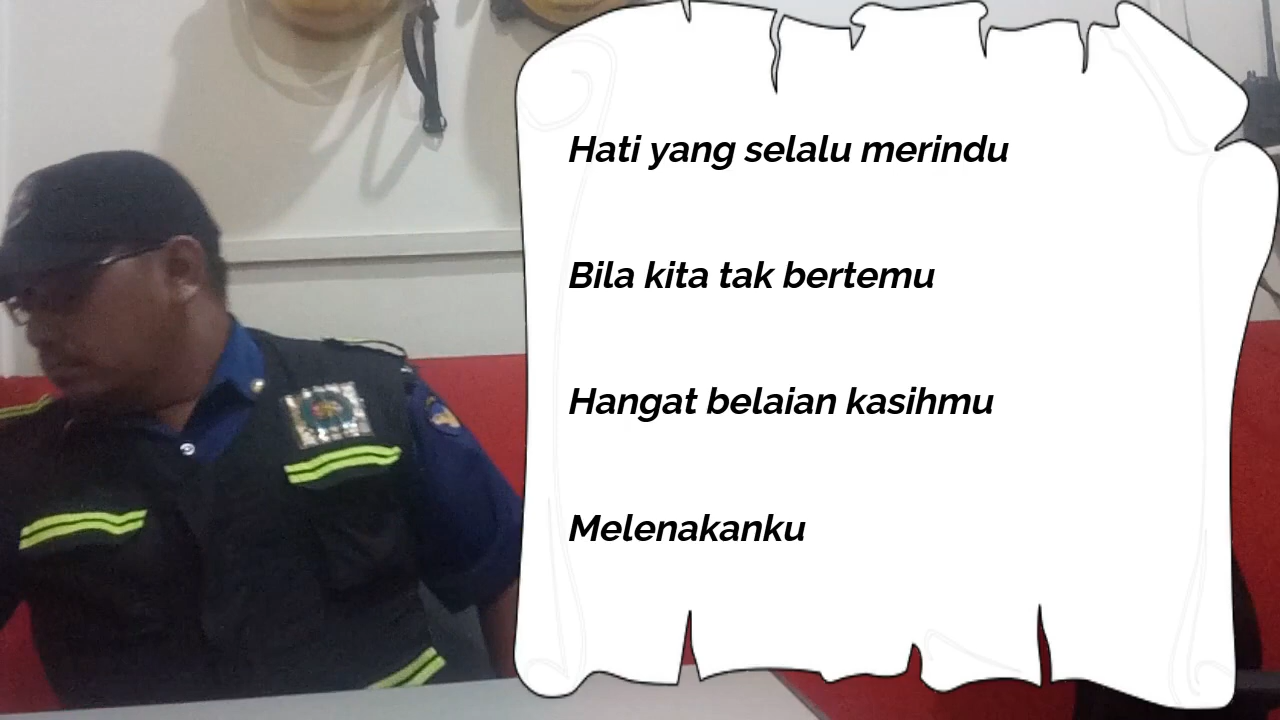 Hati yang selalu merindu
Bila kita tak bertemu
Hangat belaian kasihmu
Melenakanku